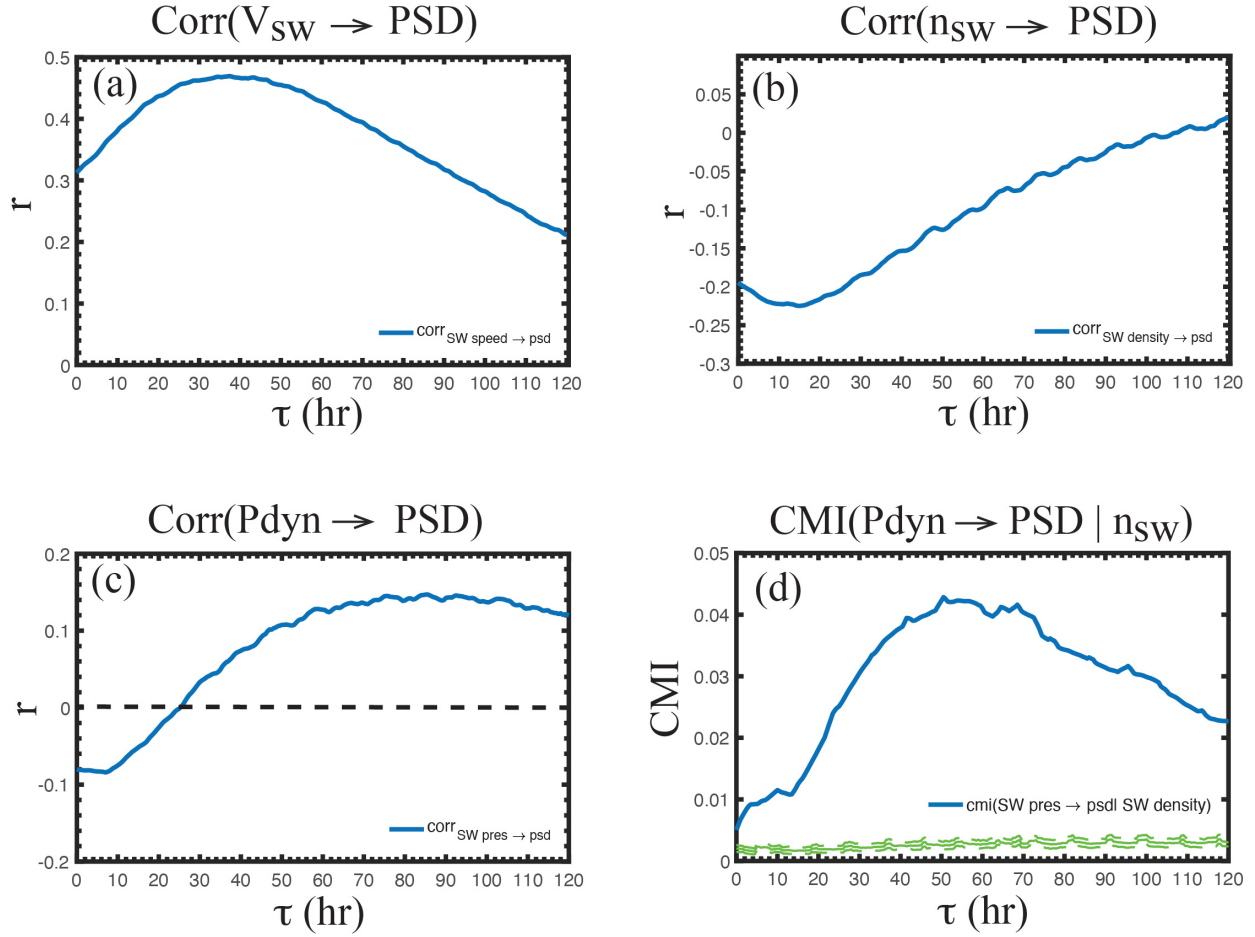 Corr(V_SW → PSD)
(a)
0.5
0.4
0.3
0.2
0.1
0
r
corr_SW speed → psd
0 10 20 30 40 50 60 70 80 90 100 110 120
τ (hr)
Corr(n_SW → PSD)
(b)
0.05
0
-0.05
-0.1
-0.15
-0.2
-0.25
-0.3
r
corr_SW density → psd
0 10 20 30 40 50 60 70 80 90 100 110 120
τ (hr)
Corr(Pdyn → PSD)
(c)
0.2
0.1
0
-0.1
-0.2
r
corr_SW pres → psd
0 10 20 30 40 50 60 70 80 90 100 110 120
τ (hr)
CMI(Pdyn → PSD | n_SW)
(d)
0.05
0.04
0.03
0.02
0.01
0
CMI
cmi(SW pres → psd| SW density)
0 10 20 30 40 50 60 70 80 90 100 110 120
τ (hr)